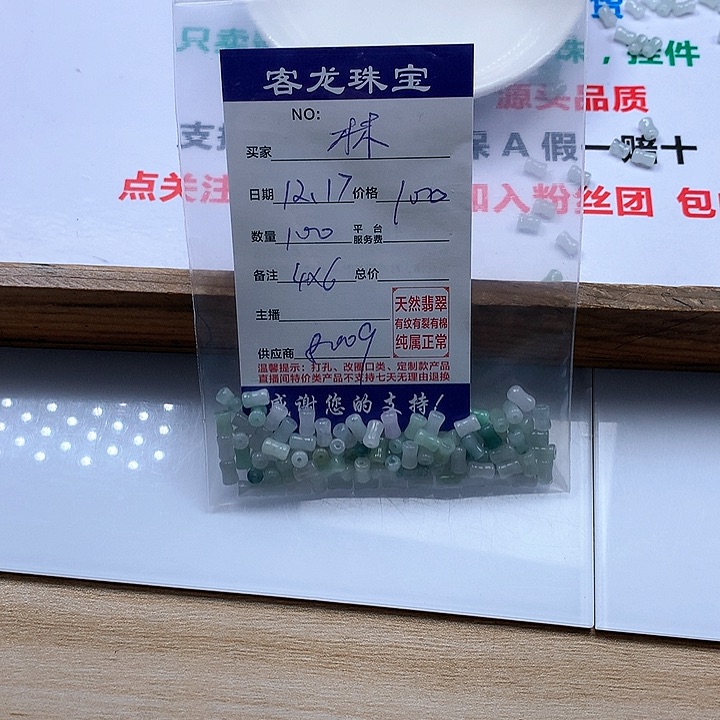 货
只卖
珠，挂件
源头品质
支持
保A假一赔十
点关注
加入粉丝团 包
客龙珠宝
NO:
买家 林
日期 12.17 价格 100
数量 100 平台服务费
备注 4x6 总价
主播
天然翡翠
有纹有裂有棉
纯属正常
供应商
温馨提示：打孔、改圈口类、定制款产品
直播间特价类产品不支持七天无理由退换
感谢您的支持！